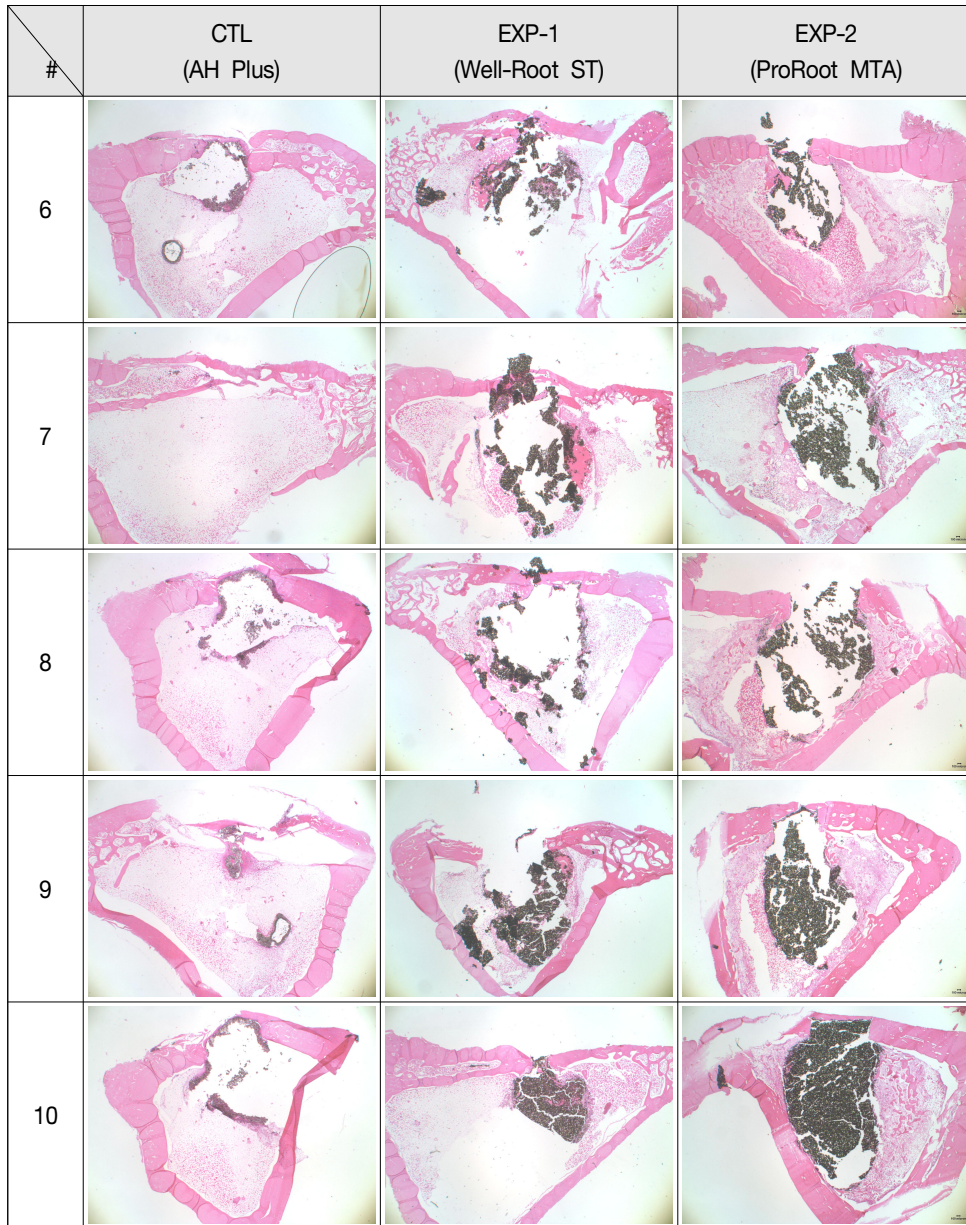 #
CTL
(AH Plus)
EXP-1
(Well-Root ST)
EXP-2
(ProRoot MTA)
6
7
8
9
10